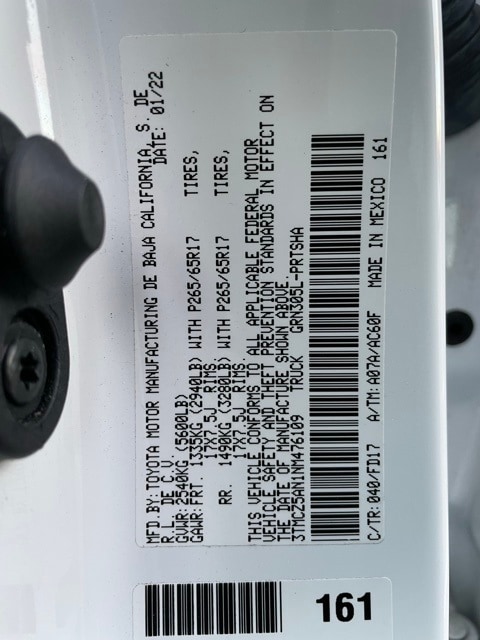 MFD.BY:TOYOTA MOTOR MANUFACTURING DE BAJA CALIFORNIA, S. DE
R.L. DE C.V. DATE: 01/22
GVWR: 2540KG(5600LB)
GAWR: FRT. 1335KG (2940LB) WITH P265/65R17 TIRES,
17X7.5J RIMS
RR. 1490KG (3280LB) WITH P265/65R17 TIRES,
17X7.5J RIMS.
THIS VEHICLE CONFORMS TO ALL APPLICABLE FEDERAL MOTOR
VEHICLE SAFETY AND THEFT PREVENTION STANDARDS IN EFFECT ON
THE DATE OF MANUFACTURE SHOWN ABOVE.
3TMCZ5AN1NM476109 TRUCK GRN305L-PRTSHA
C/TR: 040/FD17 A/TM: A07A/AC60F MADE IN MEXICO 161
161